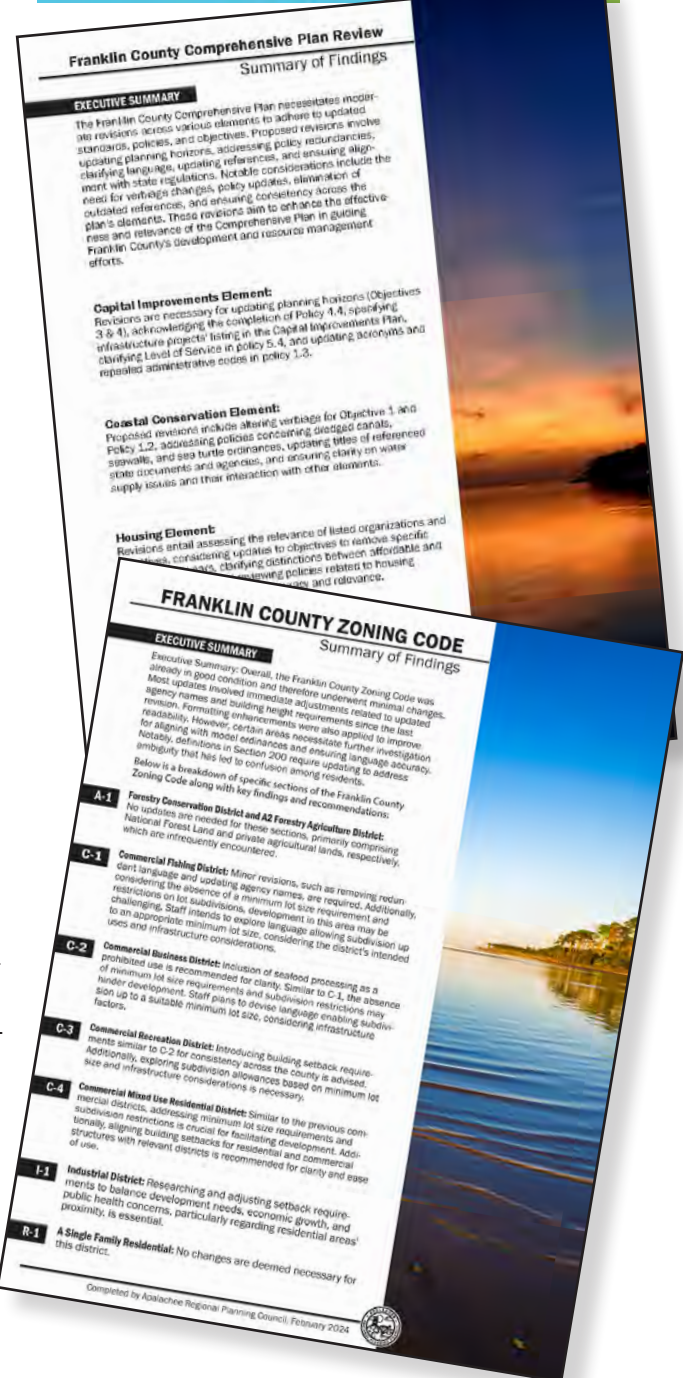 Franklin County Comprehensive Plan Review
Summary of Findings
EXECUTIVE SUMMARY
The Franklin County Comprehensive Plan necessitates moder-
ate revisions across various elements to adhere to updated
standards, policies, and objectives. Proposed revisions involve
updating planning horizons, addressing policy redundancies,
clarifying language, updating references, and ensuring align-
ment with state regulations. Notable considerations include the
need for verbiage changes, policy updates, elimination of
outdated references, and ensuring consistency across the
plan's elements. These revisions aim to enhance the effective-
ness and relevance of the Comprehensive Plan in guiding
Franklin County's development and resource management
efforts.
Capital Improvements Element:
Revisions are necessary for updating planning horizons (Objectives
3 & 4), acknowledging the completion of Policy 4.4, specifying
infrastructure projects' listing in the Capital Improvements Plan,
clarifying Level of Service in policy 5.4, and updating acronyms and
repealed administrative codes in policy 1.3.
Coastal Conservation Element:
Proposed revisions include altering verbiage for Objective 1 and
Policy 1.2, addressing policies concerning dredged canals,
seawalls, and sea turtle ordinances, updating titles of referenced
state documents and agencies, and ensuring clarity on water
supply issues and their interaction with other elements.
Housing Element:
Revisions entail assessing the relevance of listed organizations and
considering updates to objectives to remove specific
clarifying distinctions between affordable and
policies related to housing
and relevance.
FRANKLIN COUNTY ZONING CODE
Summary of Findings
EXECUTIVE SUMMARY
Executive Summary: Overall, the Franklin County Zoning Code was
already in good condition and therefore underwent minimal changes.
Most updates involved immediate adjustments related to updated
agency names and building height requirements since the last
revision. Formatting enhancements were also applied to improve
readability. However, certain areas necessitate further investigation
for aligning with model ordinances and ensuring language accuracy.
Notably, definitions in Section 200 require updating to address
ambiguity that has led to confusion among residents.
Below is a breakdown of specific sections of the Franklin County
Zoning Code along with key findings and recommendations:
A-1 Forestry Conservation District and A2 Forestry Agriculture District:
No updates are needed for these sections, primarily comprising
National Forest Land and private agricultural lands, respectively,
which are infrequently encountered.
C-1 Commercial Fishing District: Minor revisions, such as removing redun-
dant language and updating agency names, are required. Additionally,
considering the absence of a minimum lot size requirement and
restrictions on lot subdivisions, development in this area may be
challenging. Staff intends to explore language allowing subdivision up
to an appropriate minimum lot size, considering the district's intended
uses and infrastructure considerations.
C-2 Commercial Business District: Inclusion of seafood processing as a
prohibited use is recommended for clarity. Similar to C-1, the absence
of minimum lot size requirements and subdivision restrictions may
hinder development. Staff plans to devise language enabling subdivi-
sion up to a suitable minimum lot size, considering infrastructure
factors.
C-3 Commercial Recreation District: Introducing building setback require-
ments similar to C-2 for consistency across the county is advised.
Additionally, exploring subdivision allowances based on minimum lot
size and infrastructure considerations is necessary.
C-4 Commercial Mixed Use Residential District: Similar to the previous com-
mercial districts, addressing minimum lot size requirements and
subdivision restrictions is crucial for facilitating development. Addi-
tionally, aligning building setbacks for residential and commercial
structures with relevant districts is recommended for clarity and ease
of use.
I-1 Industrial District: Researching and adjusting setback require-
ments to balance development needs, economic growth, and
public health concerns, particularly regarding residential areas'
proximity, is essential.
R-1 A Single Family Residential: No changes are deemed necessary for
this district.
Completed by Apalachee Regional Planning Council, February 2024